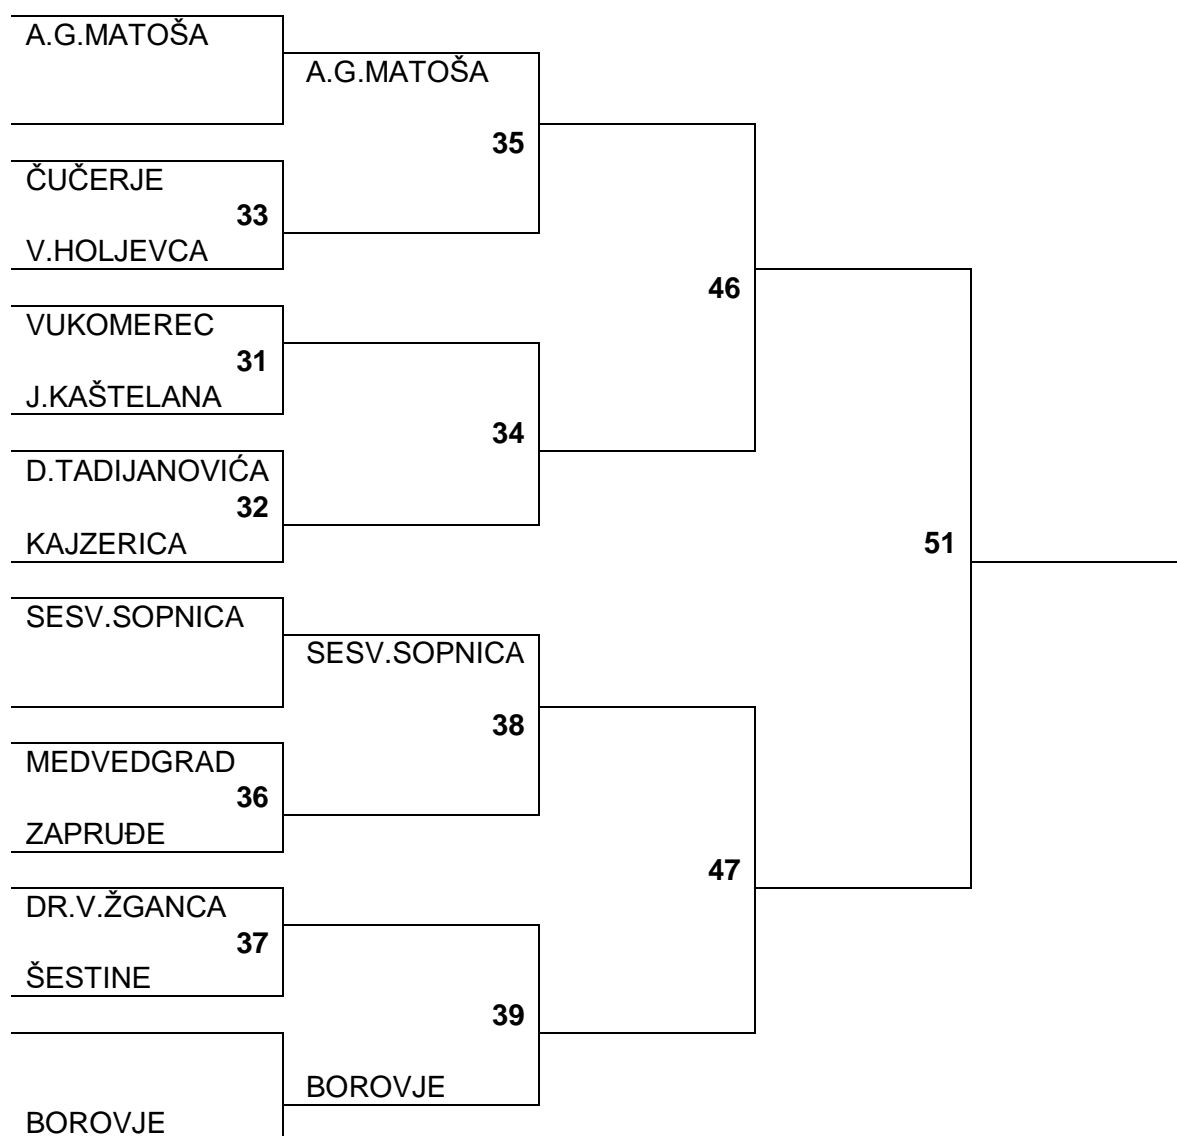 A.G.MATOŠA
A.G.MATOŠA
35
ČUČERJE
33
V.HOLJEVCA
46
VUKOMEREC
31
J.KAŠTELANA
34
D.TADIJANOVIĆA
32
KAJZERICA
51
SESV.SOPNICA
SESV.SOPNICA
38
MEDVEDGRAD
36
ZAPRUĐE
47
DR.V.ŽGANCA
37
ŠESTINE
39
BOROVJE
BOROVJE